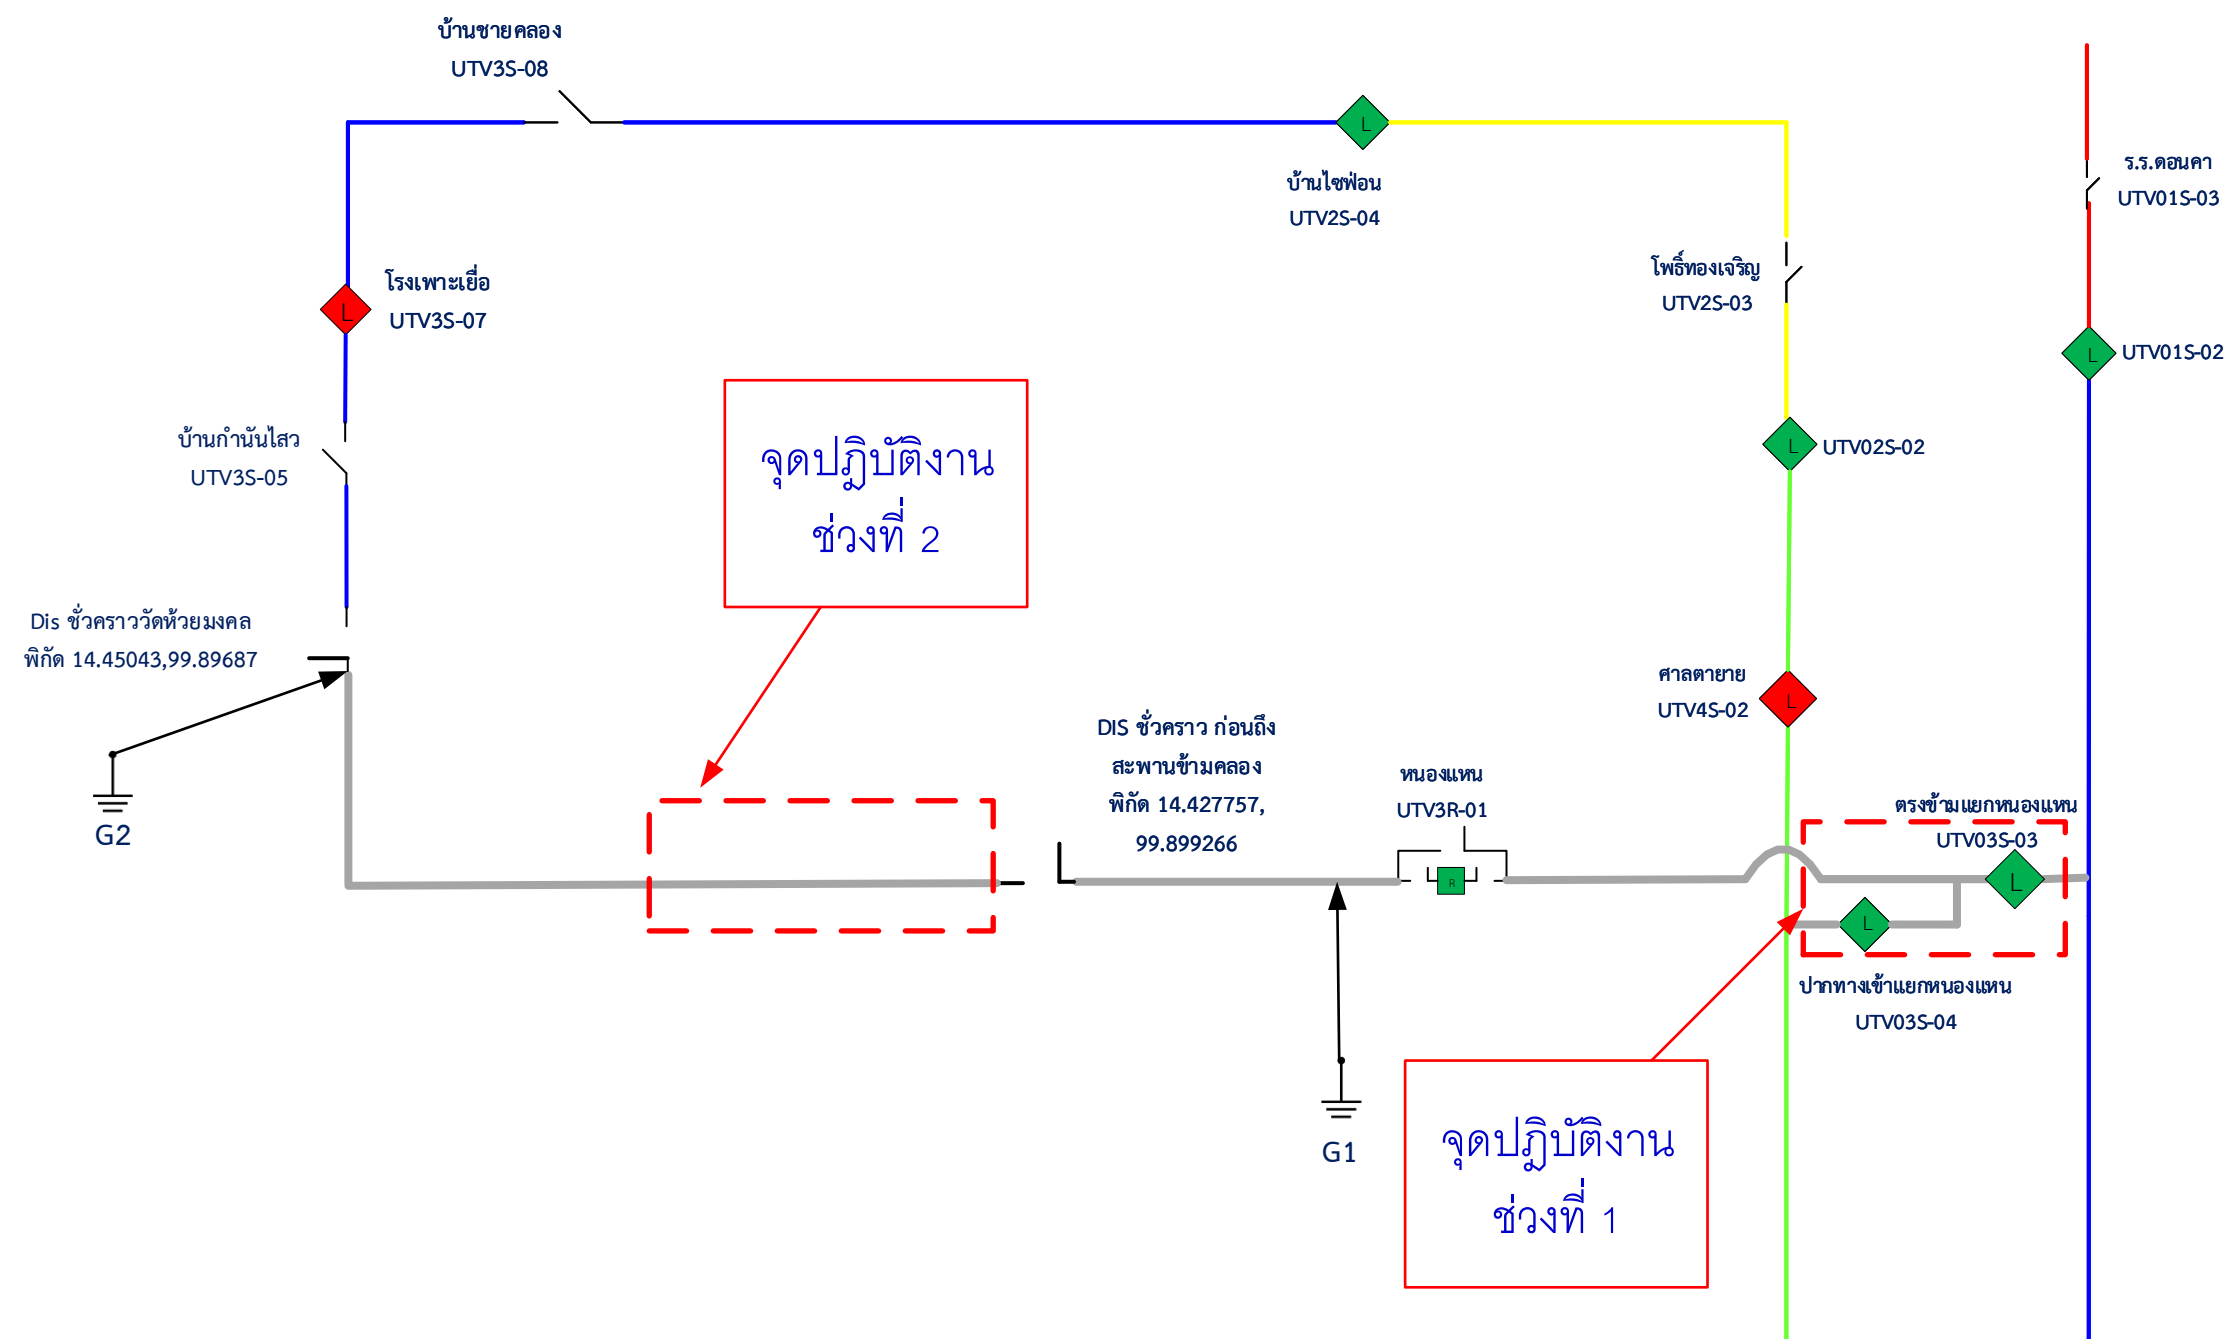 บ้านชายคลอง
UTV3S-08
L
บ้านไซฟ่อน
UTV2S-04
ร.ร.ดอนคา
UTV01S-03
โพธิ์ทองเจริญ
UTV2S-03
โรงเพาะเยื่อ
UTV3S-07
L
L
UTV01S-02
บ้านกำนันไสว
UTV3S-05
จุดปฏิบัติงาน
ช่วงที่ 2
L
UTV02S-02
Dis ชั่วคราววัดห้วยมงคล
พิกัด 14.45043,99.89687
G2
ศาลตายาย
UTV4S-02
L
DIS ชั่วคราว ก่อนถึง
สะพานข้ามคลอง
พิกัด 14.427757,
99.899266
หนองแหน
UTV3R-01
R
ตรงข้ามแยกหนองแหน
UTV03S-03
L
L
ปากทางเข้าแยกหนองแหน
UTV03S-04
G1
จุดปฏิบัติงาน
ช่วงที่ 1